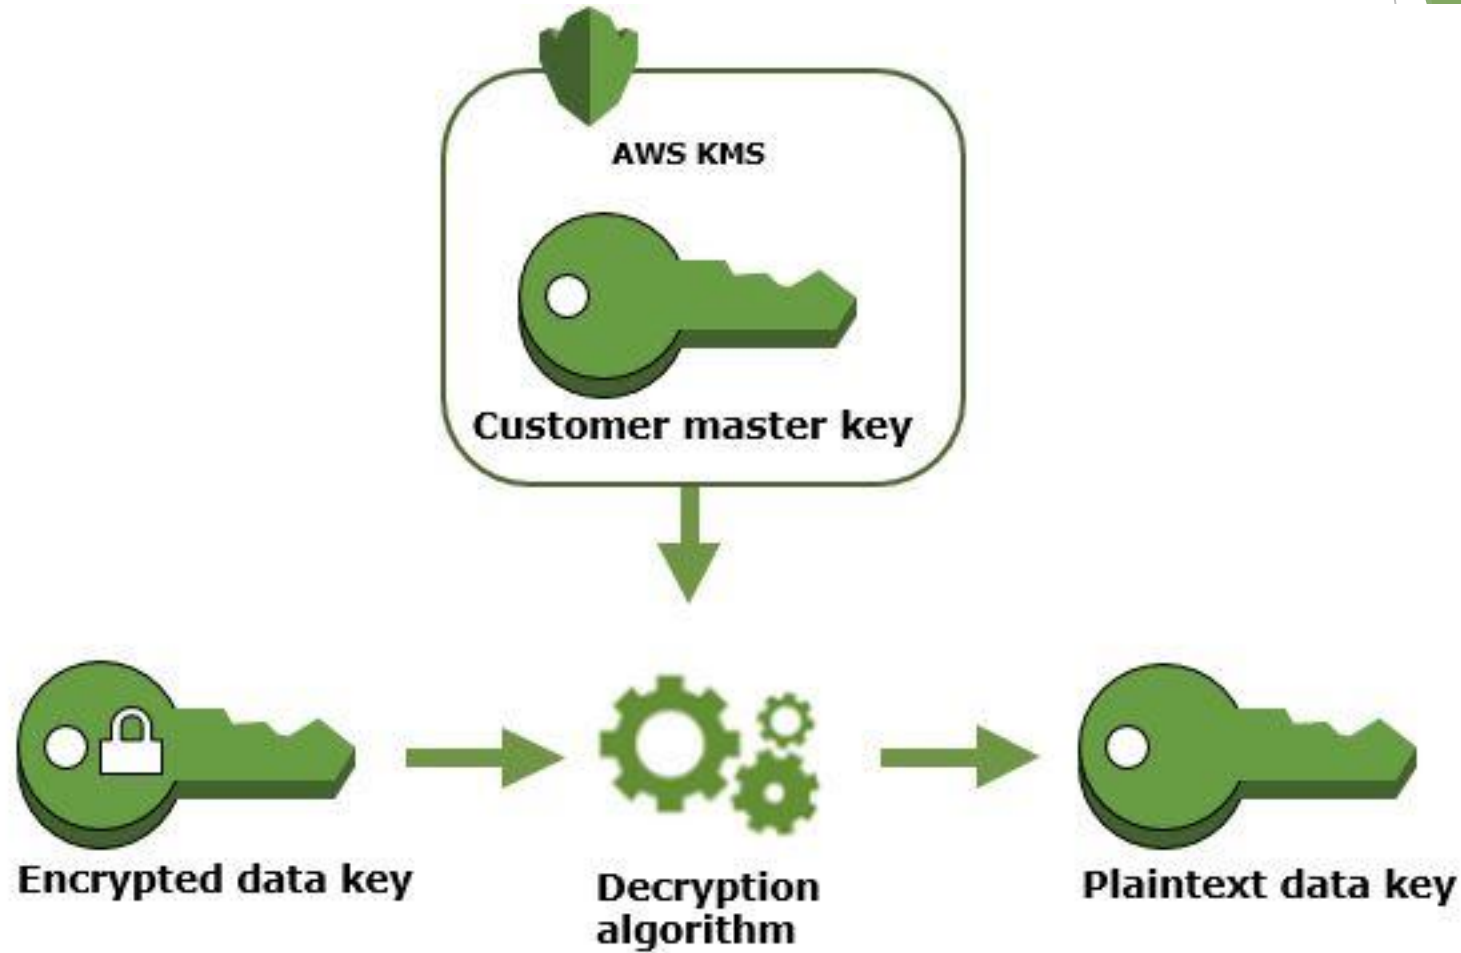 AWS KMS
Customer master key
Encrypted data key
Decryption
algorithm
Plaintext data key